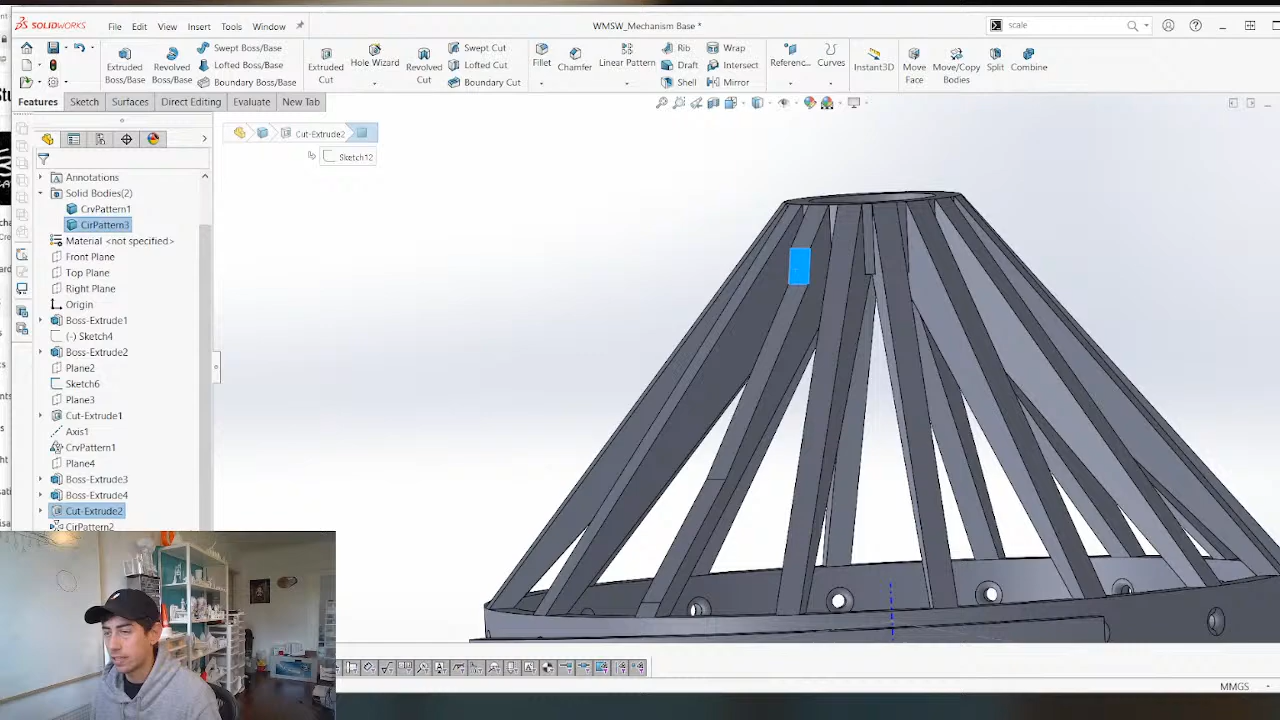 SOLIDWORKS File Edit View Insert Tools Window WMSW_Mechanism Base * scale
Extruded Boss/Base Revolved Boss/Base Swept Boss/Base Lofted Boss/Base Boundary Boss/Base Extruded Cut Hole Wizard Revolved Cut Swept Cut Lofted Cut Boundary Cut Fillet Chamfer Linear Pattern Rib Draft Shell Wrap Intersect Mirror Referenc... Curves Instant3D Move Face Move/Copy Bodies Split Combine
Features Sketch Surfaces Direct Editing Evaluate New Tab
Cut-Extrude2
Sketch12
Annotations
Solid Bodies(2)
CrvPattern1
CirPattern3
Material <not specified>
Front Plane
Top Plane
Right Plane
Origin
Boss-Extrude1
(-) Sketch4
Boss-Extrude2
Plane2
Sketch6
Plane3
Cut-Extrude1
Axis1
CrvPattern1
Plane4
Boss-Extrude3
Boss-Extrude4
Cut-Extrude2
CirPattern2
MMGS